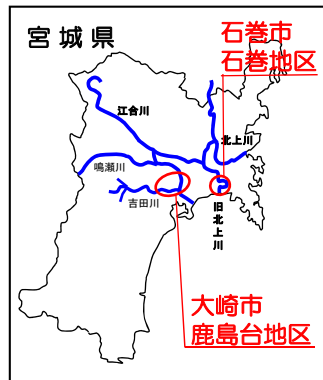 宮城県
石巻市
石巻地区
江合川
北上川
鳴瀬川
吉田川
旧北上川
大崎市
鹿島台地区